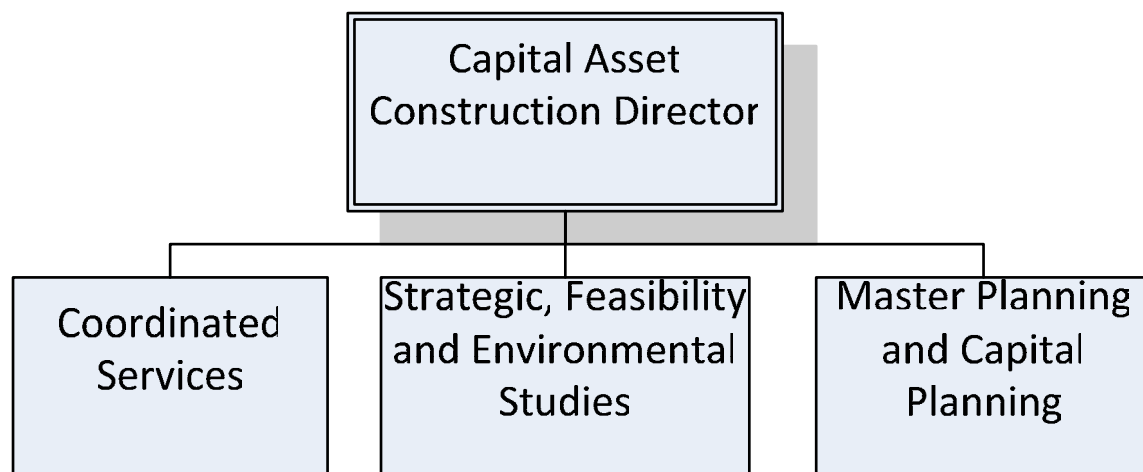 Capital Asset
Construction Director
Coordinated
Services
Strategic, Feasibility
and Environmental
Studies
Master Planning
and Capital
Planning